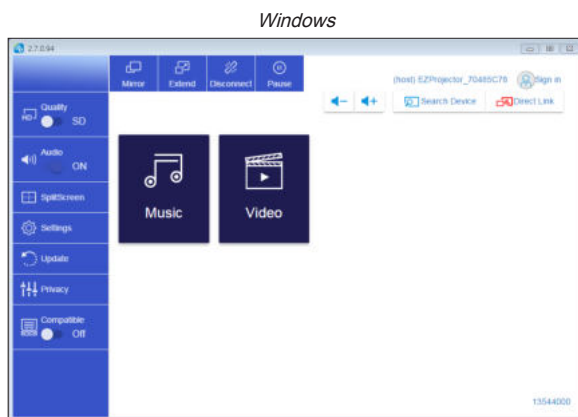 Windows
2.7.0.94
Mirror Extend Disconnect Pause
(host) EZProjector_70485C76 Sign in
Search Device Direct Link
HD Quality
SD
Audio
ON
SplitScreen
Settings
Update
Privacy
Compatible
Off
Music Video
13544000